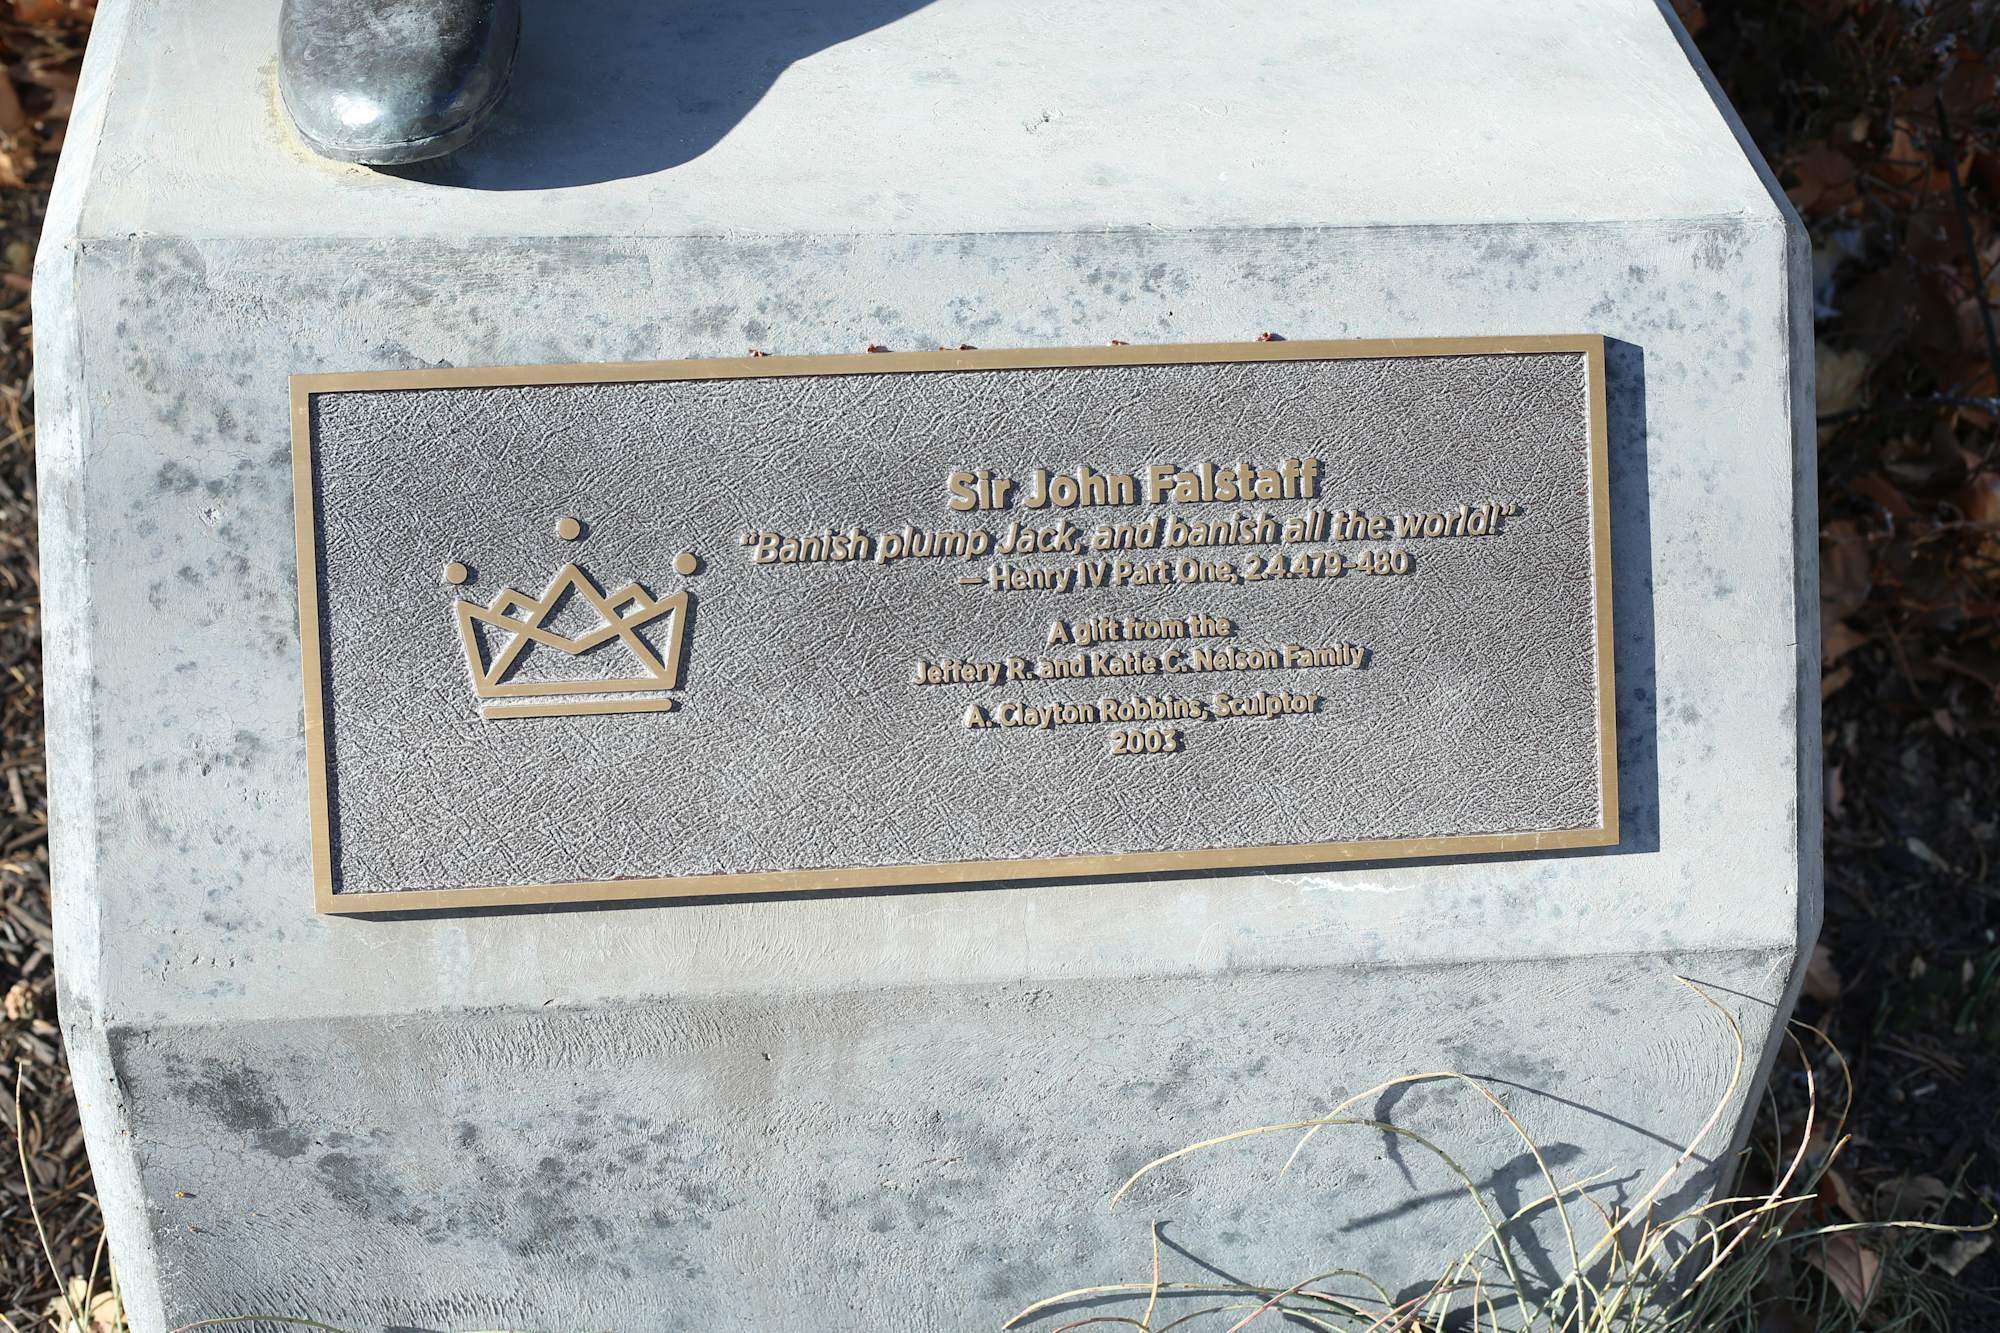 Sir John Falstaff
“Banish plump Jack, and banish all the world!”
— Henry IV Part One, 2.4.479–480
A gift from the
Jeffery R. and Katie C. Nelson Family
A. Clayton Robbins, Sculptor
2003